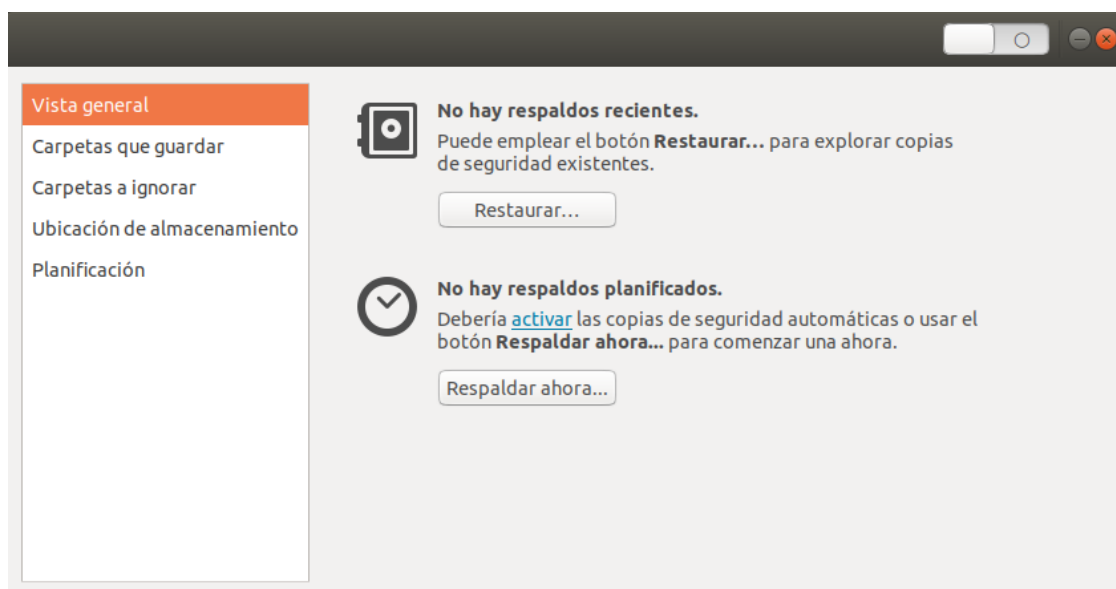 Vista general
Carpetas que guardar
Carpetas a ignorar
Ubicación de almacenamiento
Planificación
No hay respaldos recientes.
Puede emplear el botón Restaurar... para explorar copias
de seguridad existentes.
Restaurar...
No hay respaldos planificados.
Debería activar las copias de seguridad automáticas o usar el
botón Respaldar ahora... para comenzar una ahora.
Respaldar ahora...